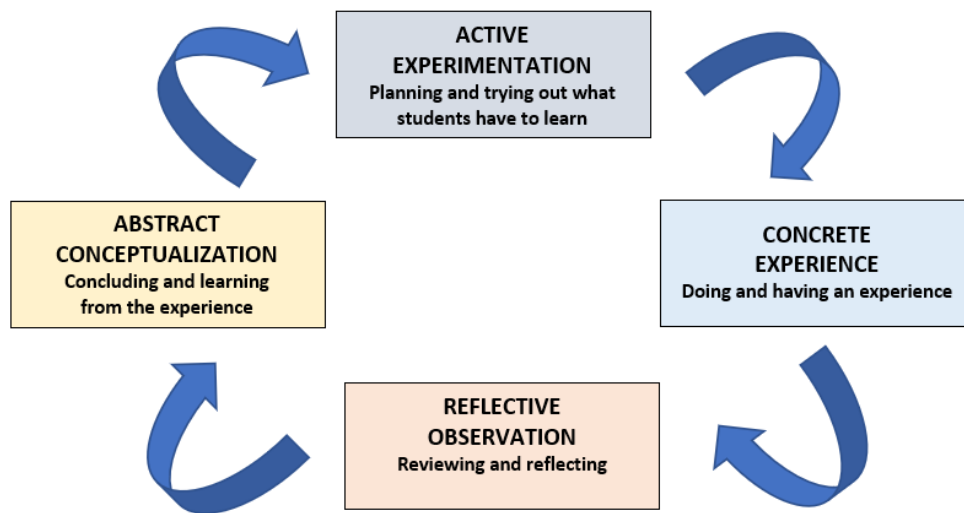 ACTIVE
EXPERIMENTATION
Planning and trying out what
students have to learn
ABSTRACT
CONCEPTUALIZATION
Concluding and learning
from the experience
CONCRETE
EXPERIENCE
Doing and having an experience
REFLECTIVE
OBSERVATION
Reviewing and reflecting